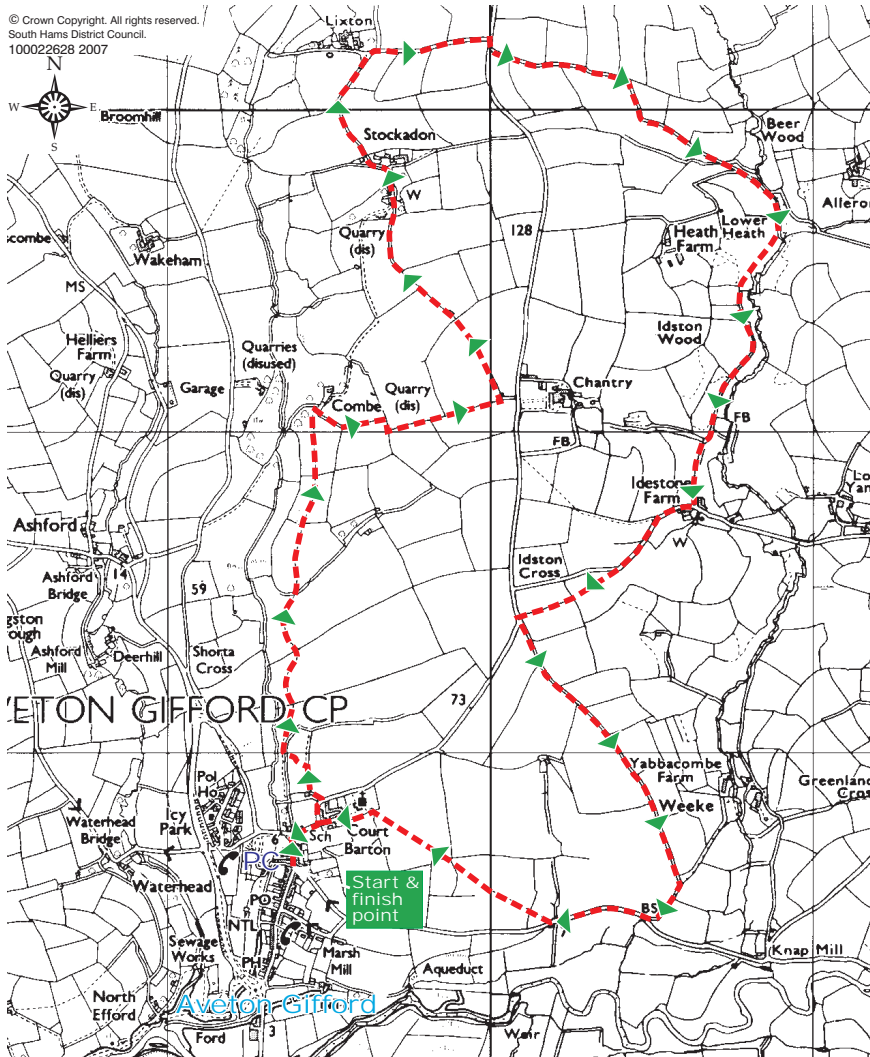 © Crown Copyright. All rights reserved.
South Hams District Council.
100022628 2007
N
W
E
S
Lixton
Broomhill
Stockadon
Beer
Wood
W
Quarry
(dis)
128
Heath
Farm
Lower
Heath
Wakeham
MS
Idston
Wood
Helliers
Farm
Quarry
(dis)
Quarries
(disused)
Garage
Combe
Quarry
(dis)
Chantry
FB
FB
Idestone
Farm
W
Ashford
Ashford
Bridge
14
Idston
Cross
59
Ashford
Mill
Deerhill
Shorta
Cross
73
VETON GIFFORD CP
Pol
Ho
Yabbacombe
Farm
Weeke
Greenland
Cross
Icy
Park
Waterhead
Bridge
6
Sch
Court
Barton
PC
Waterhead
Start &
finish
point
PO
NTL
BS
Sewage
Works
PH
Marsh
Mill
Knap Mill
Aqueduct
North
Efford
Aveton Gifford
Ford
3
Weir